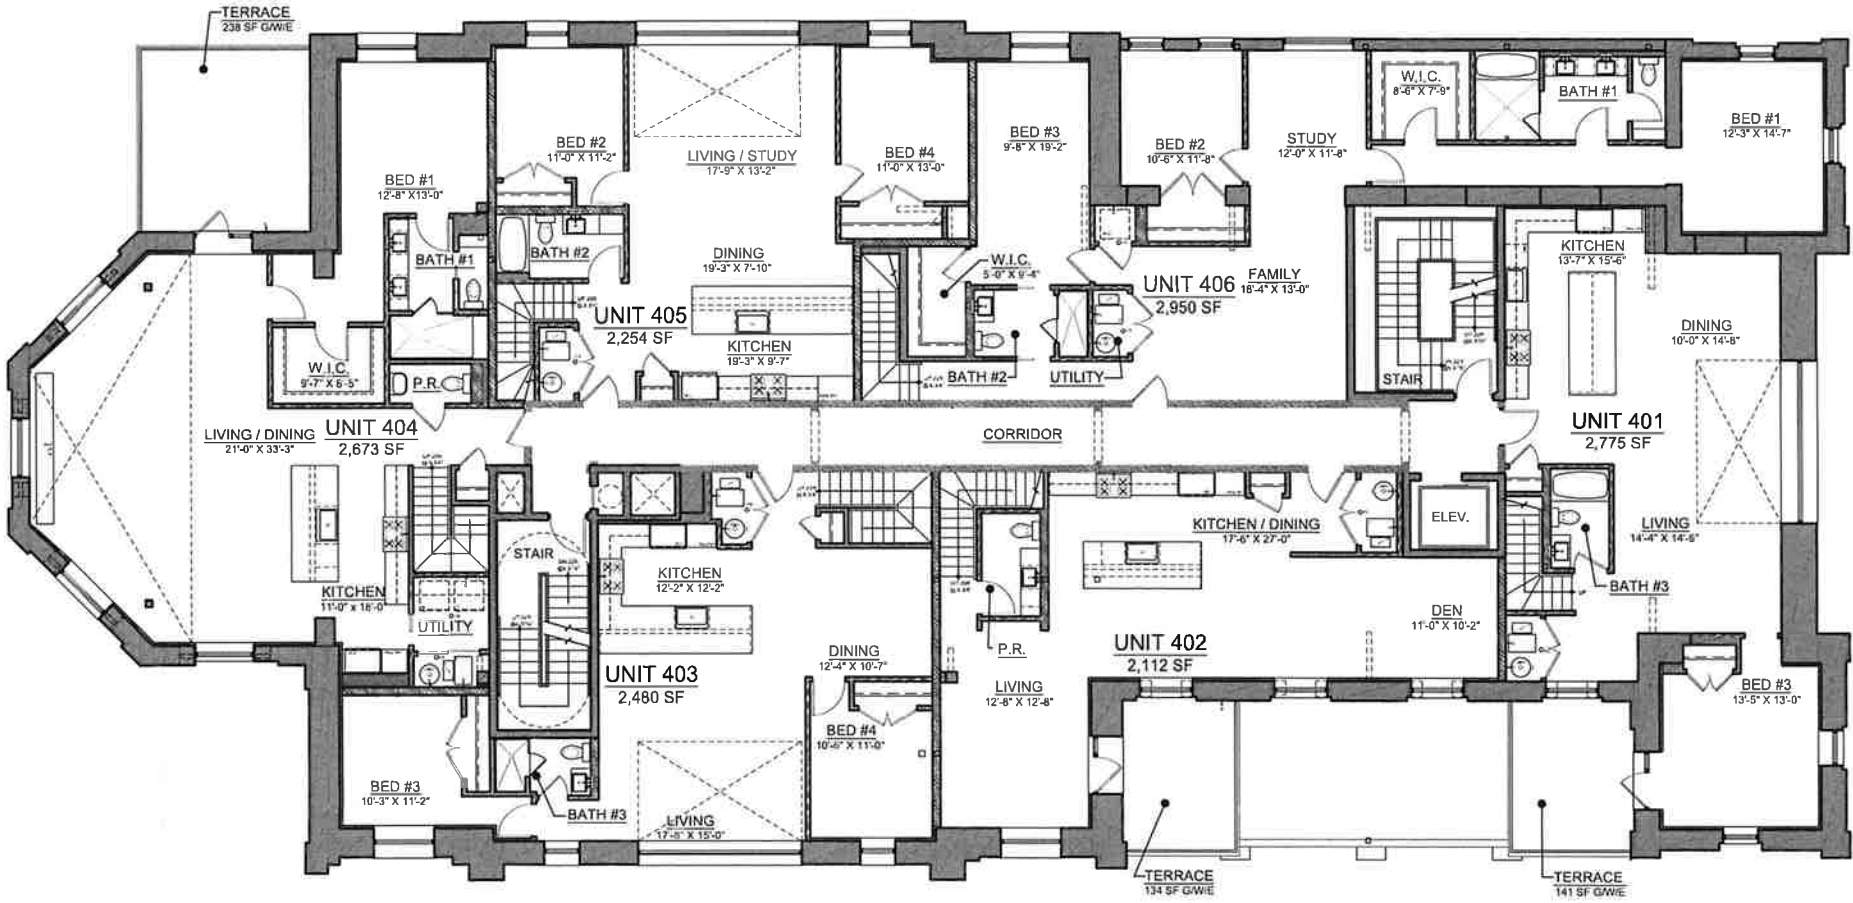 TERRACE
238 SF G/W/E
BED #1
12'-8" X13'-0"
BATH #1
W.I.C.
9'-7" X 6'-5"
P.R.
UNIT 404
2,673 SF
LIVING / DINING
21'-0" X 33'-3"
KITCHEN
11'-0" x 18'-0"
UTILITY
BED #3
10'-3" X 11'-2"
BED #2
11'-0" X 11'-2"
BATH #2
LIVING / STUDY
17'-9" X 13'-2"
BED #4
11'-0" X 13'-0"
DINING
19'-3" X 7'-10"
UNIT 405
2,254 SF
KITCHEN
19'-3" X 9'-7"
BED #3
9'-8" X 19'-2"
W.I.C.
5'-0" X 9'-4"
BATH #2
UTILITY
BED #2
10'-6" X 11'-8"
STUDY
12'-0" X 11'-8"
UNIT 406
2,950 SF
FAMILY
18'-4" X 13'-0"
W.I.C.
8'-6" X 7'-9"
BATH #1
BED #1
12'-3" X 14'-7"
STAIR
KITCHEN
13'-7" X 15'-6"
DINING
10'-0" X 14'-8"
UNIT 401
2,775 SF
LIVING
14'-4" X 14'-6"
BATH #3
BED #3
13'-5" X 13'-0"
CORRIDOR
ELEV.
STAIR
KITCHEN
12'-2" X 12'-2"
UNIT 403
2,480 SF
DINING
12'-4" X 10'-7"
BED #4
10'-6" X 11'-0"
BATH #3
LIVING
17'-8" X 15'-0"
P.R.
KITCHEN / DINING
17'-6" X 27'-0"
DEN
11'-0" X 10'-2"
UNIT 402
2,112 SF
LIVING
12'-8" X 12'-8"
UP
TERRACE
134 SF G/W/E
TERRACE
141 SF G/W/E